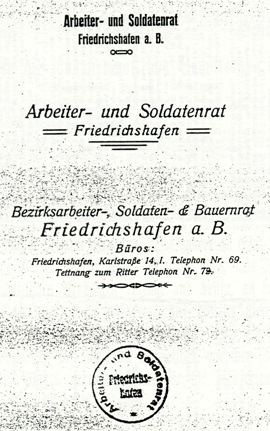 Arbeiter- und Soldatenrat
Friedrichshafen a. B.
Arbeiter- und Soldatenrat
Friedrichshafen
Bezirksarbeiter-, Soldaten- & Bauernrat
Friedrichshafen a. B.
Büros:
Friedrichshafen, Karlstraße 14, I. Telephon Nr. 69.
Tettnang zum Ritter Telephon Nr. 79.
Arbeiter- und Soldatenrat
Friedrichs-
hafen